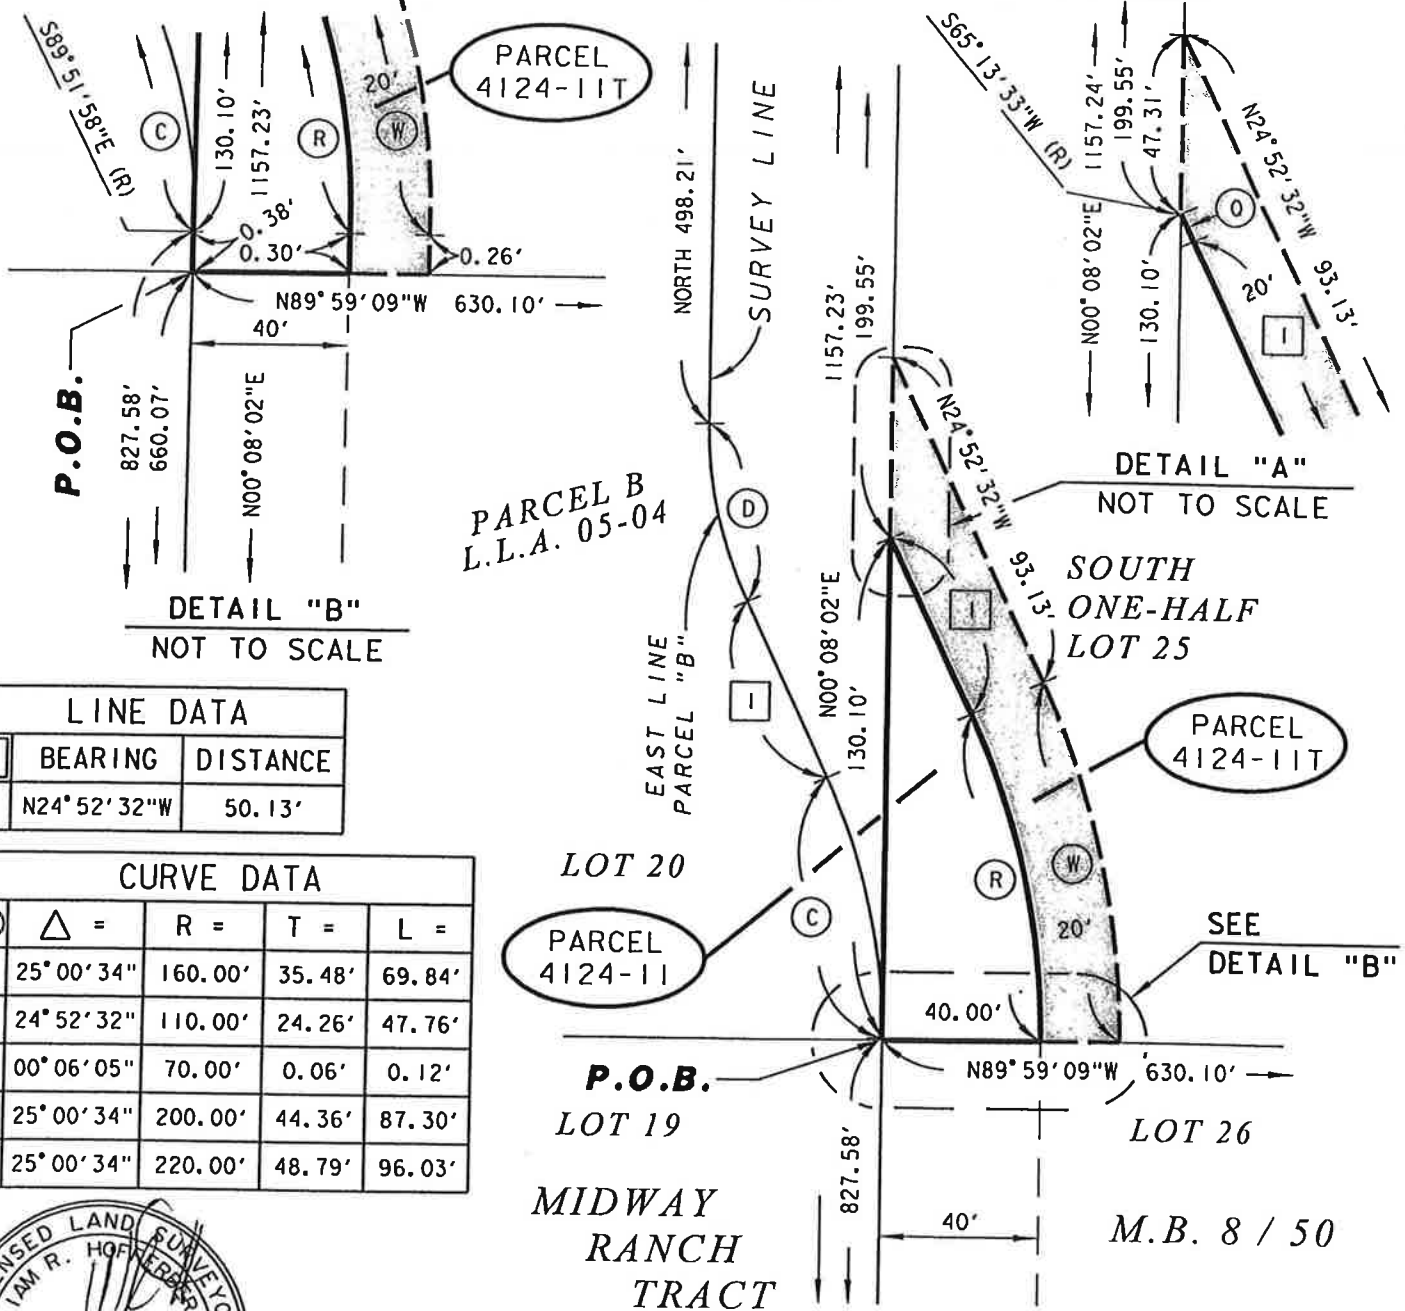 S89°51'58"E (R)
C
130.10'
1157.23'
R
20'
W
PARCEL
4124-11T
0.38'
0.30'
0.26'
N89°59'09"W 630.10'
40'
P.O.B.
827.58'
660.07'
N00°08'02"E
DETAIL "B"
NOT TO SCALE
S65°13'33"W (R)
N00°08'02"E 1157.24'
199.55'
47.31'
130.10'
N24°52'32"W 93.13'
O
20'
1
DETAIL "A"
NOT TO SCALE
NORTH 498.21'
SURVEY LINE
1157.23'
199.55'
N24°52'32"W 93.13'
PARCEL B
L.L.A. 05-04
D
1
EAST LINE
PARCEL "B"
N00°08'02"E
130.10'
1
SOUTH
ONE-HALF
LOT 25
PARCEL
4124-11T
LOT 20
C
R
W
20'
PARCEL
4124-11
SEE
DETAIL "B"
40.00'
P.O.B.
N89°59'09"W 630.10'
LOT 19
LOT 26
827.58'
40'
MIDWAY
RANCH
TRACT
M.B. 8 / 50
LINE DATA
BEARING DISTANCE
N24°52'32"W 50.13'
CURVE DATA
△ = R = T = L =
25°00'34" 160.00' 35.48' 69.84'
24°52'32" 110.00' 24.26' 47.76'
00°06'05" 70.00' 0.06' 0.12'
25°00'34" 200.00' 44.36' 87.30'
25°00'34" 220.00' 48.79' 96.03'
ENSED LAND SURVEYO
IAM R. HOFFERBER